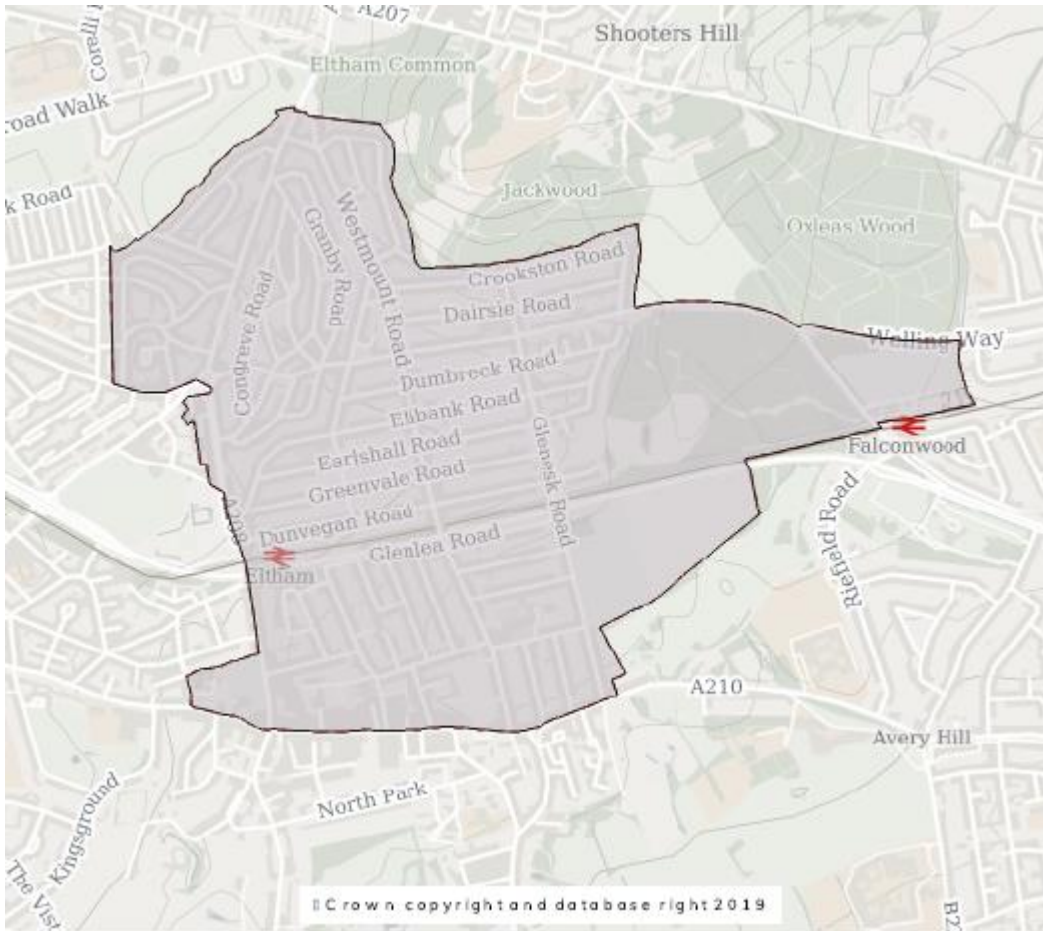 A207
Corelli
Shooters Hill
Eltham Common
road Walk
k Road
Jackwood
Oxleas Wood
Westmount Road
Granby Road
Congreve Road
Crookston Road
Dairsie Road
Welling Way
Dumbreck Road
Elibank Road
Earlshall Road
Glenesk Road
Falconwood
Greenvale Road
Dunvegan Road
A208
Glenlea Road
Eltham
Riefield Road
A210
Avery Hill
North Park
Kingsground
The Vist
B2
Crown copyright and database right 2019